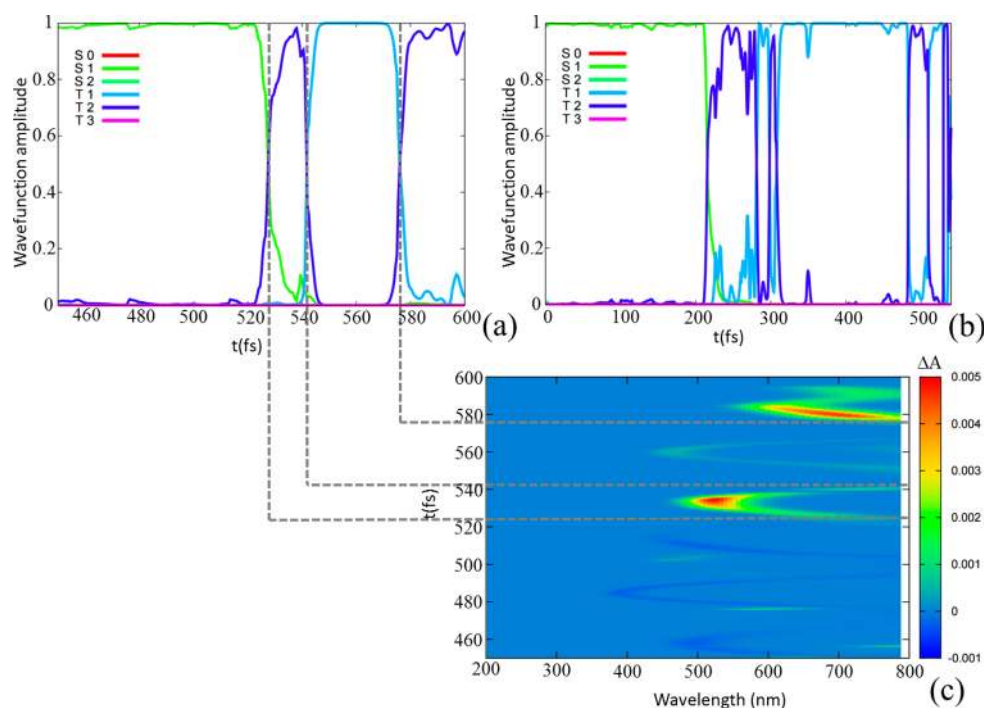 1
0.8
0.6
0.4
0.2
0
Wavefunction amplitude
S 0
S 1
S 2
T 1
T 2
T 3
460 480 500 520 540 560 580 600
t(fs)
(a)
1
0.8
0.6
0.4
0.2
0
Wavefunction amplitude
S 0
S 1
S 2
T 1
T 2
T 3
0 100 200 300 400 500
t(fs)
(b)
600
580
560
540
520
500
480
460
t(fs)
200 300 400 500 600 700 800
Wavelength (nm)
ΔA
0.005
0.004
0.003
0.002
0.001
0
-0.001
(c)